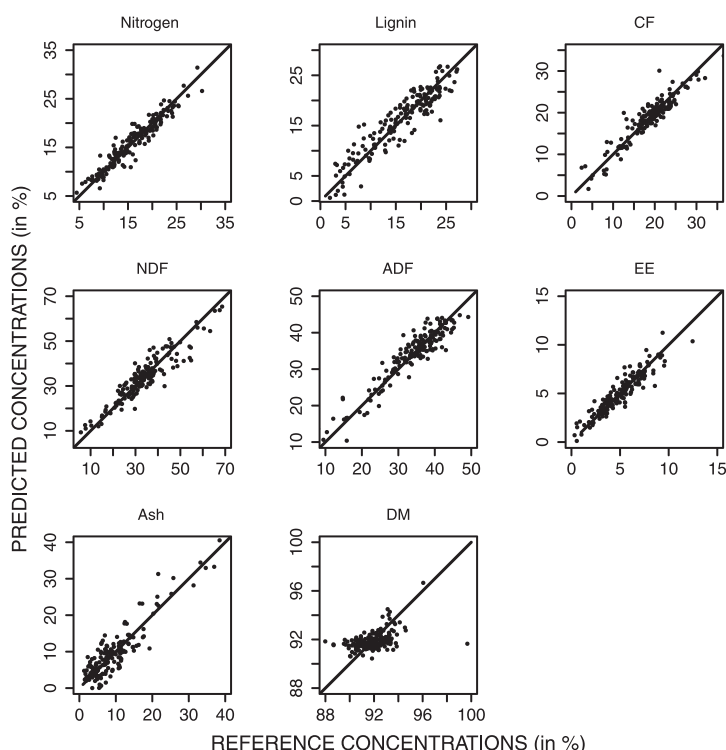 Nitrogen
Lignin
CF
35
25
15
5
25
15
5
0
30
20
10
0
5 15 25 35
0 5 15 25
0 10 20 30
NDF
ADF
EE
70
50
30
10
50
40
30
20
10
15
10
5
0
10 30 50 70
10 20 30 40 50
0 5 10 15
PREDICTED CONCENTRATIONS (in %)
Ash
DM
40
30
20
10
0
100
96
92
88
0 10 20 30 40
88 92 96 100
REFERENCE CONCENTRATIONS (in %)